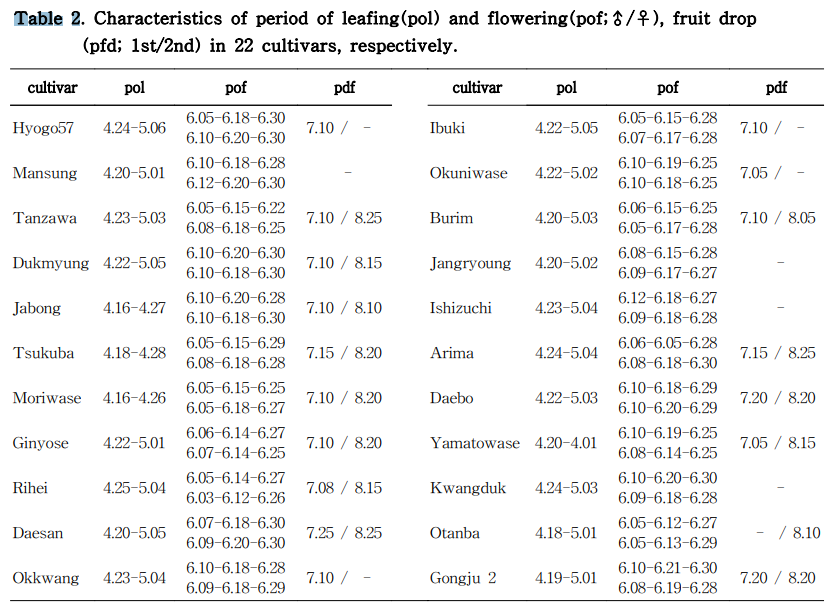 Table 2. Characteristics of period of leafing(pol) and flowering(pof;♂/♀), fruit drop
(pfd; 1st/2nd) in 22 cultivars, respectively.
cultivar pol pof pdf cultivar pol pof pdf
Hyogo57 4.24-5.06 6.05-6.18-6.30 7.10 / - Ibuki 4.22-5.05 6.05-6.15-6.28 7.10 / -
6.10-6.20-6.30 6.07-6.17-6.28
Mansung 4.20-5.01 6.10-6.18-6.28 - Okuniwase 4.22-5.02 6.10-6.19-6.25 7.05 / -
6.12-6.20-6.30 6.10-6.18-6.25
Tanzawa 4.23-5.03 6.05-6.15-6.22 7.10 / 8.25 Burim 4.20-5.03 6.06-6.15-6.25 7.10 / 8.05
6.08-6.18-6.25 6.05-6.17-6.28
Dukmyung 4.22-5.05 6.10-6.20-6.30 7.10 / 8.15 Jangryoung 4.20-5.02 6.08-6.15-6.28 -
6.10-6.18-6.30 6.09-6.17-6.27
Jabong 4.16-4.27 6.10-6.20-6.28 7.10 / 8.10 Ishizuchi 4.23-5.04 6.12-6.18-6.27 -
6.10-6.18-6.30 6.09-6.18-6.28
Tsukuba 4.18-4.28 6.05-6.15-6.29 7.15 / 8.20 Arima 4.24-5.04 6.06-6.05-6.28 7.15 / 8.25
6.08-6.18-6.28 6.08-6.18-6.30
Moriwase 4.16-4.26 6.05-6.15-6.25 7.10 / 8.20 Daebo 4.22-5.03 6.10-6.18-6.29 7.20 / 8.20
6.05-6.18-6.27 6.10-6.20-6.29
Ginyose 4.22-5.01 6.06-6.14-6.27 7.10 / 8.20 Yamatowase 4.20-4.01 6.10-6.19-6.25 7.05 / 8.15
6.07-6.14-6.25 6.08-6.14-6.25
Rihei 4.25-5.04 6.05-6.14-6.27 7.08 / 8.15 Kwangduk 4.24-5.03 6.10-6.20-6.30 -
6.03-6.12-6.26 6.09-6.18-6.28
Daesan 4.20-5.05 6.07-6.18-6.30 7.25 / 8.25 Otanba 4.18-5.01 6.05-6.12-6.27 - / 8.10
6.09-6.20-6.30 6.05-6.13-6.29
Okkwang 4.23-5.04 6.10-6.18-6.28 7.10 / - Gongju 2 4.19-5.01 6.10-6.21-6.30 7.20 / 8.20
6.09-6.18-6.29 6.08-6.19-6.28